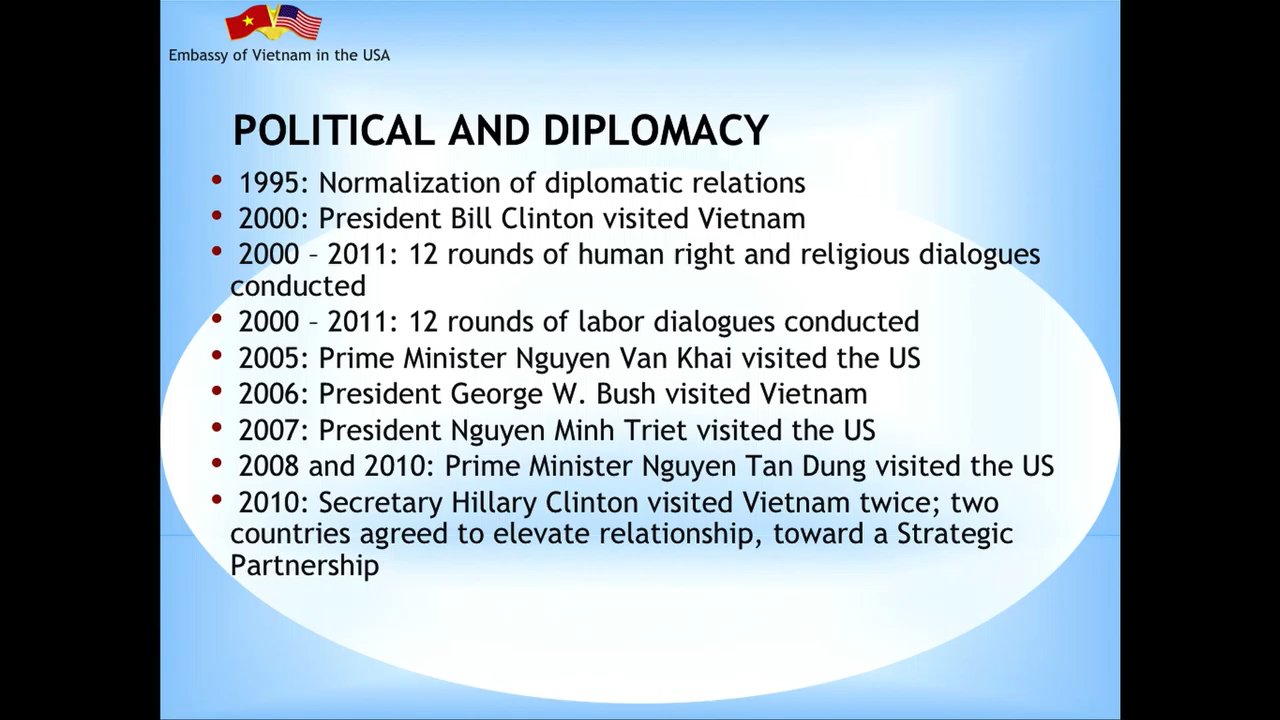 Embassy of Vietnam in the USA
POLITICAL AND DIPLOMACY
• 1995: Normalization of diplomatic relations
• 2000: President Bill Clinton visited Vietnam
• 2000 – 2011: 12 rounds of human right and religious dialogues
conducted
• 2000 – 2011: 12 rounds of labor dialogues conducted
• 2005: Prime Minister Nguyen Van Khai visited the US
• 2006: President George W. Bush visited Vietnam
• 2007: President Nguyen Minh Triet visited the US
• 2008 and 2010: Prime Minister Nguyen Tan Dung visited the US
• 2010: Secretary Hillary Clinton visited Vietnam twice; two
countries agreed to elevate relationship, toward a Strategic
Partnership